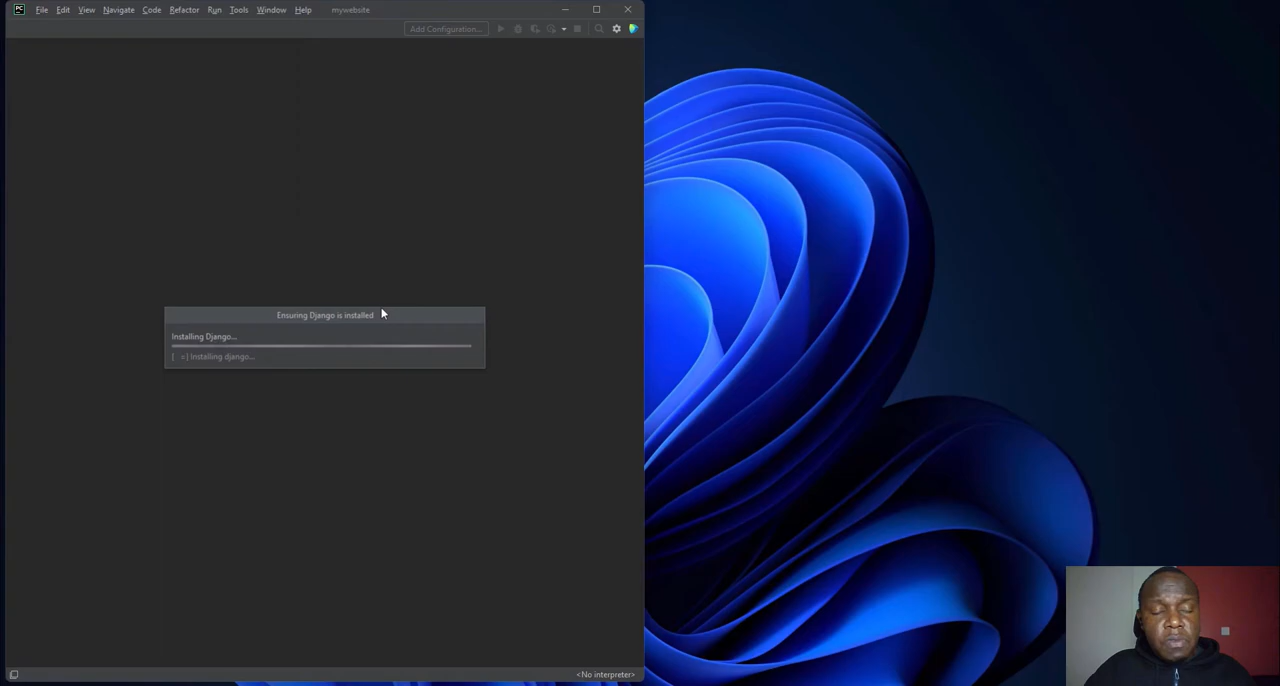 PC File Edit View Navigate Code Refactor Run Tools Window Help mywebsite
Add Configuration...
Ensuring Django is installed
Installing Django...
[ =] Installing django...
<No interpreter>